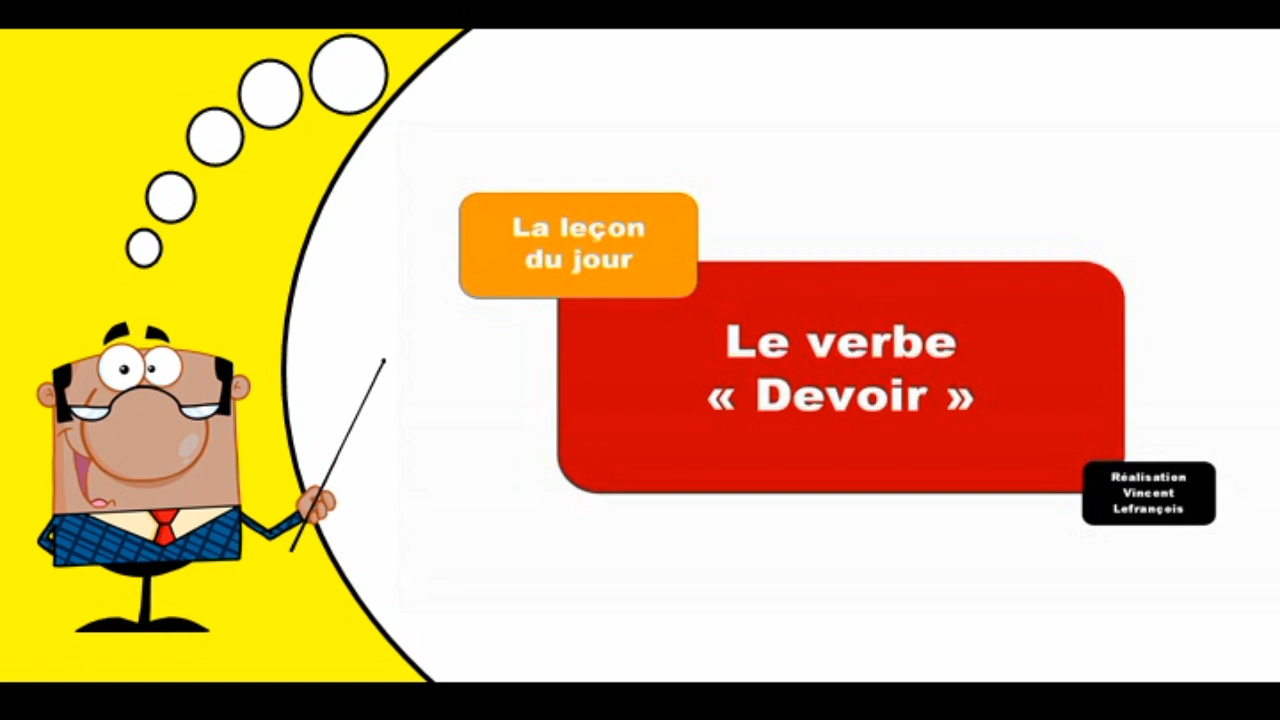 La leçon
du jour
Le verbe
« Devoir »
Réalisation
Vincent
Lefrançois